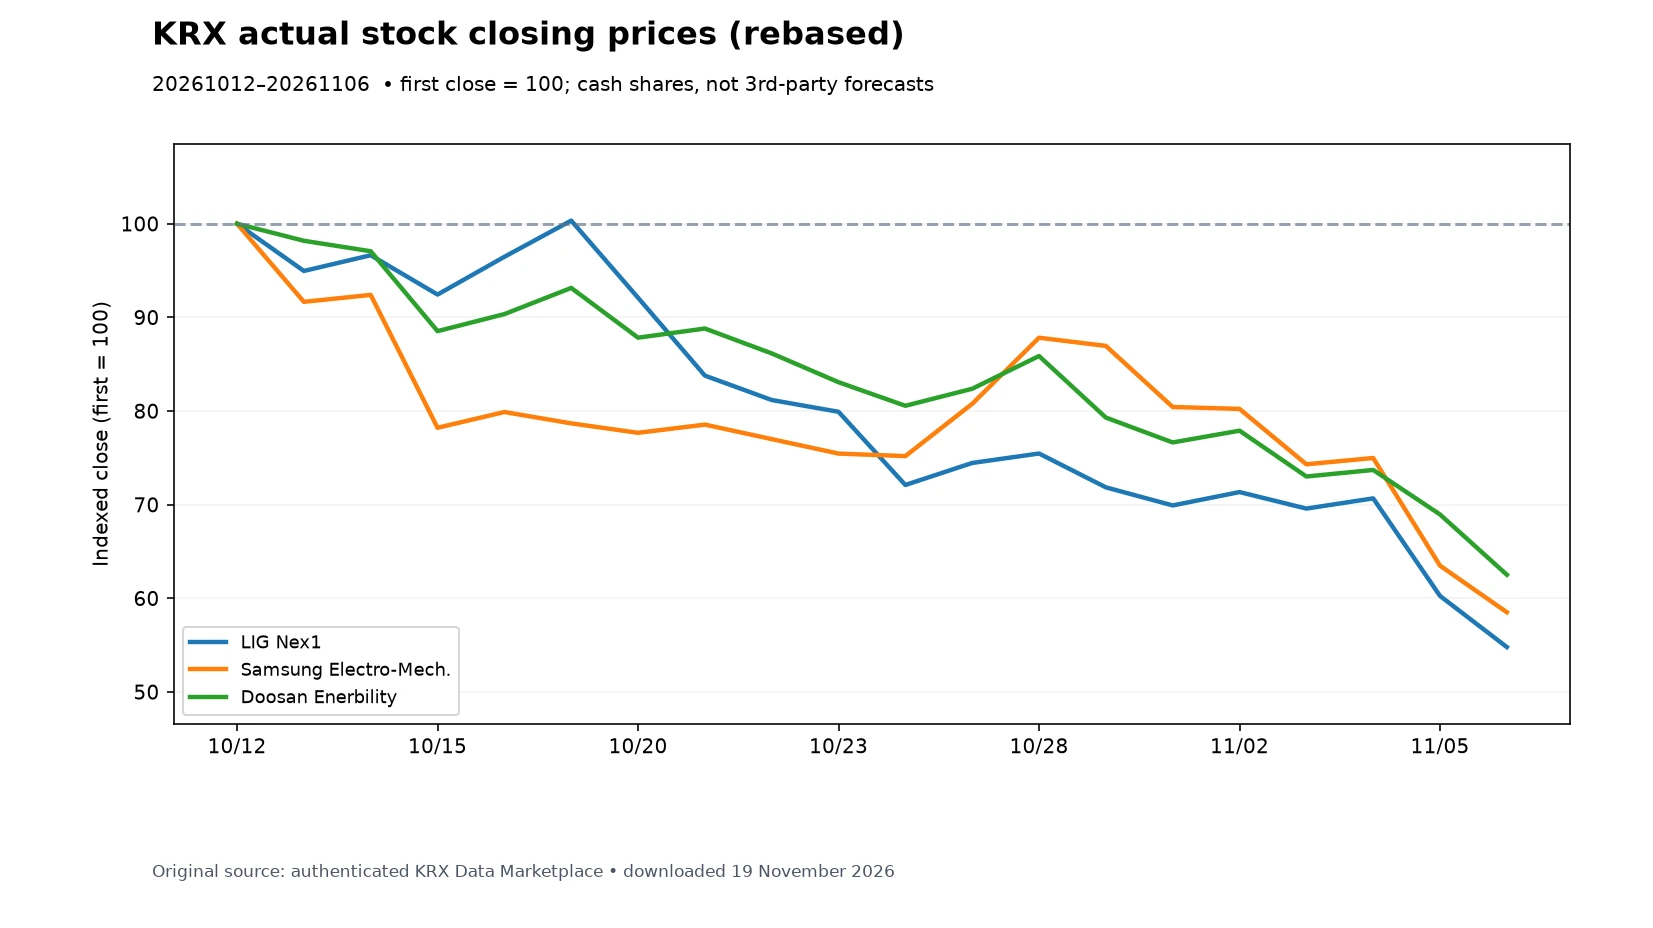 KRX actual stock closing prices (rebased)
20261012–20261106 • first close = 100; cash shares, not 3rd-party forecasts
Indexed close (first = 100)
100
90
80
70
60
50
LIG Nex1
Samsung Electro-Mech.
Doosan Enerbility
10/12 10/15 10/20 10/23 10/28 11/02 11/05
Original source: authenticated KRX Data Marketplace • downloaded 19 November 2026